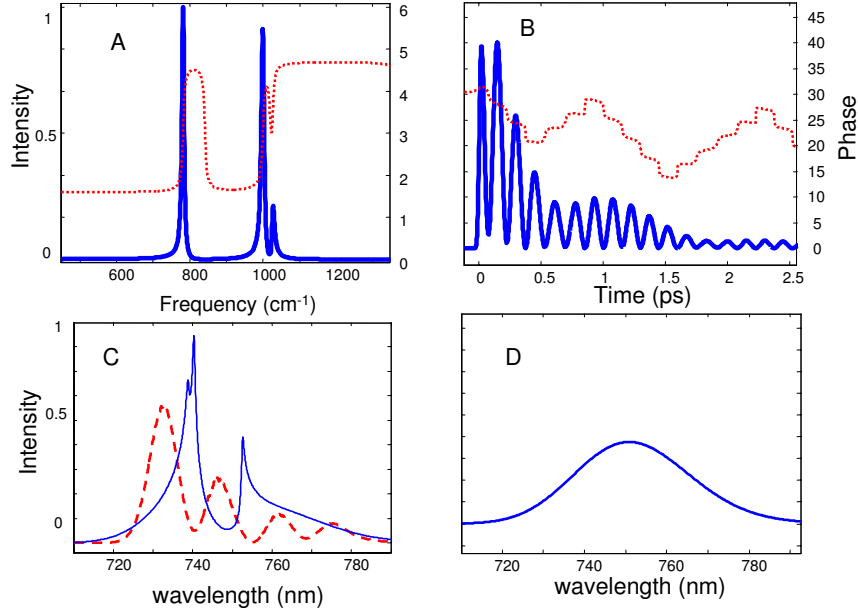 A
1
0.5
0
Intensity
6
5
4
3
2
1
0
600 800 1000 1200
Frequency (cm-1)
B
45
40
35
30
25
20
15
10
5
0
Phase
0 0.5 1 1.5 2 2.5
Time (ps)
C
1
0.5
0
Intensity
720 740 760 780
wavelength (nm)
D
720 740 760 780
wavelength (nm)